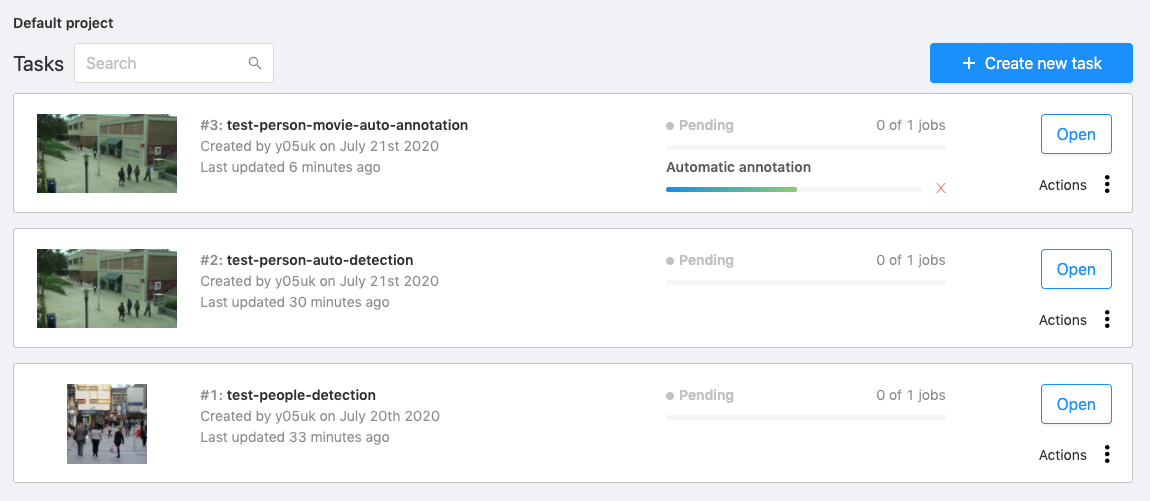 Default project
Tasks
Search
+ Create new task
#3: test-person-movie-auto-annotation
Created by y05uk on July 21st 2020
Last updated 6 minutes ago
Pending
0 of 1 jobs
Automatic annotation
Open
Actions
#2: test-person-auto-detection
Created by y05uk on July 21st 2020
Last updated 30 minutes ago
Pending
0 of 1 jobs
Open
Actions
#1: test-people-detection
Created by y05uk on July 20th 2020
Last updated 33 minutes ago
Pending
0 of 1 jobs
Open
Actions